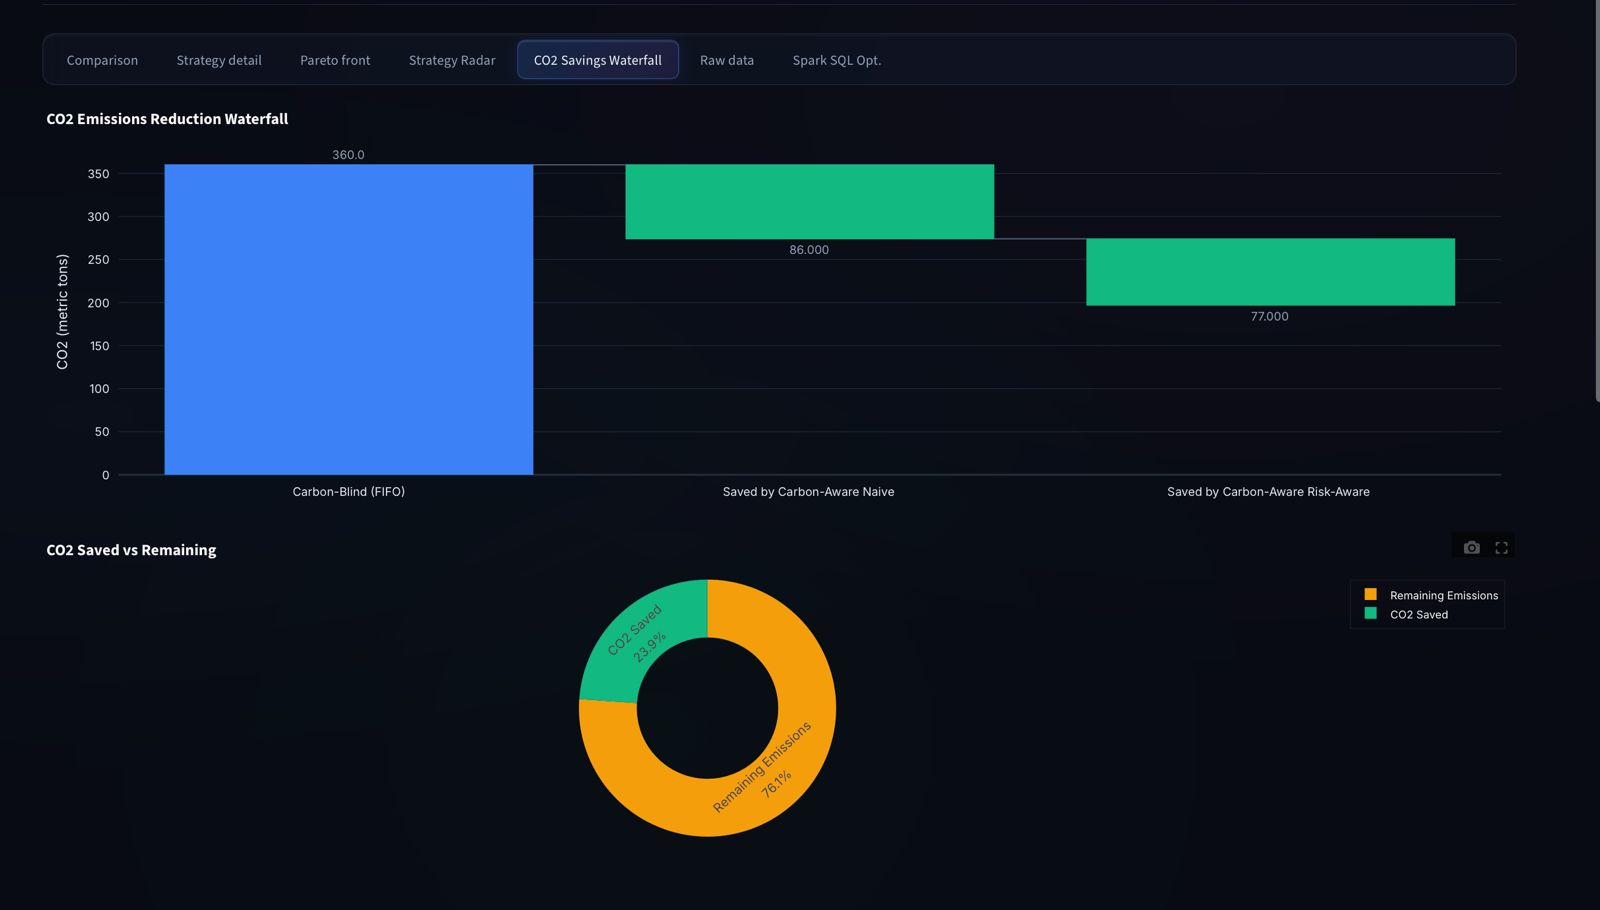 Comparison
Strategy detail
Pareto front
Strategy Radar
CO2 Savings Waterfall
Raw data
Spark SQL Opt.
CO2 Emissions Reduction Waterfall
360.0
86.000
77.000
350
300
250
200
150
100
50
0
CO2 (metric tons)
Carbon-Blind (FIFO)
Saved by Carbon-Aware Naive
Saved by Carbon-Aware Risk-Aware
CO2 Saved vs Remaining
Remaining Emissions
CO2 Saved
CO2 Saved
23.9%
Remaining Emissions
76.1%